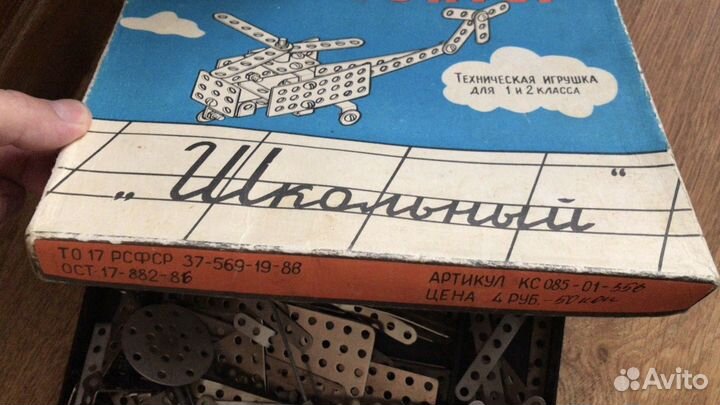 ТЕХНИЧЕСКАЯ ИГРУШКА
ДЛЯ 1 и 2 КЛАССА
„Школьный“
ТО 17 РСФСР 37-569-19-88
ОСТ 17-882-86
АРТИКУЛ КС 085-01-356
ЦЕНА 4 РУБ.-50 коп
Avito